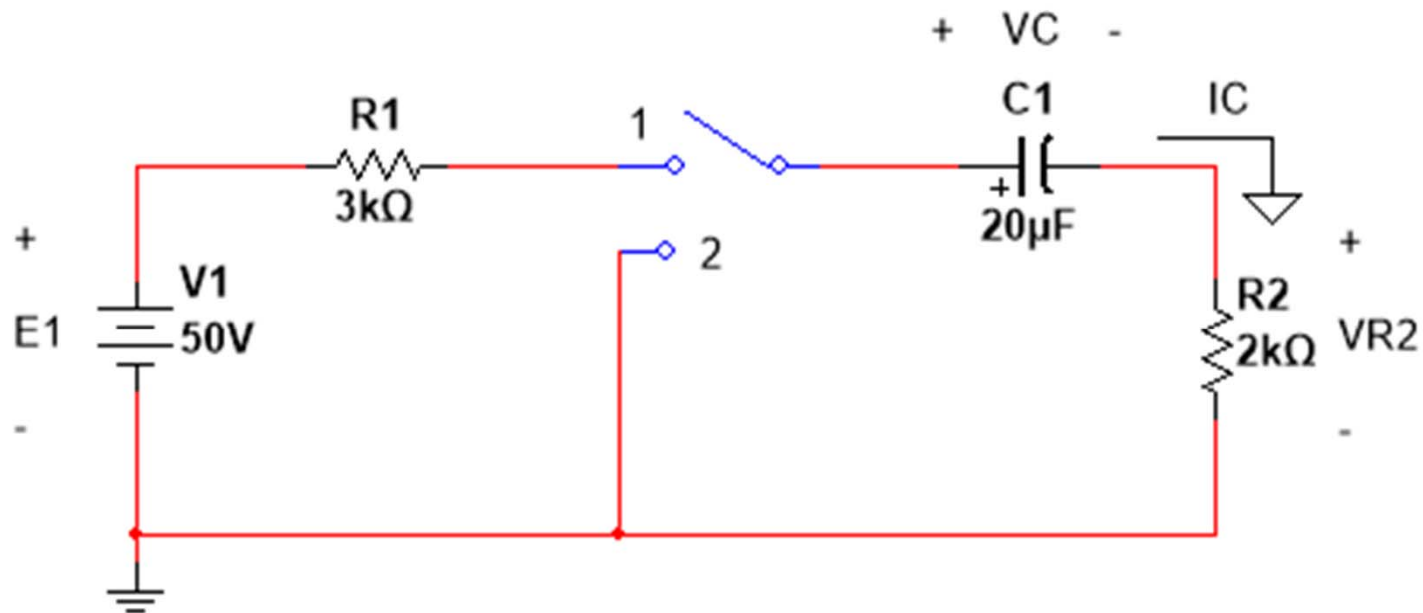 + VC -
C1
IC
R1
1
3kΩ
+
20μF
2
+
V1
+
E1
50V
R2
2kΩ
VR2
-
-